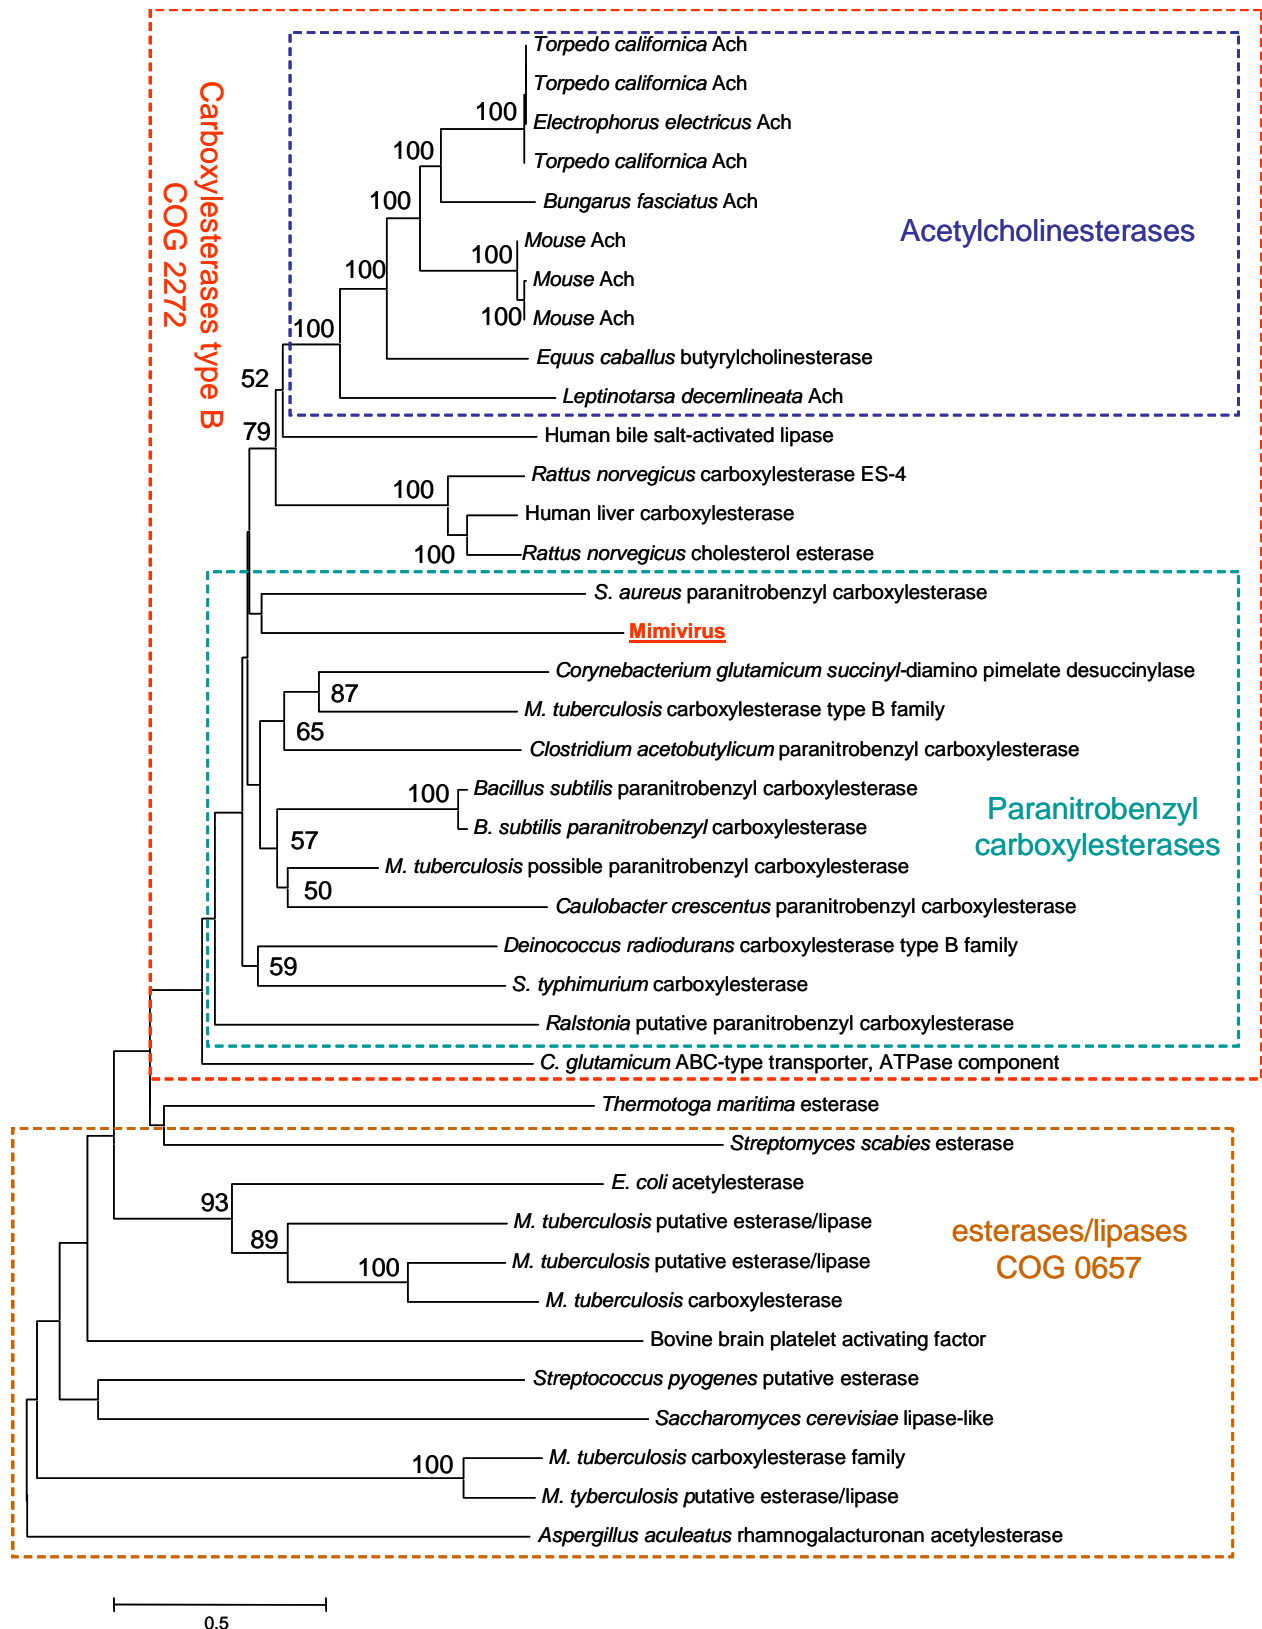 Carboxylesterases type B
COG 2272
Torpedo californica Ach
Torpedo californica Ach
100
Electrophorus electricus Ach
100
Torpedo californica Ach
100
Bungarus fasciatus Ach
Acetylcholinesterases
Mouse Ach
100
100
Mouse Ach
100
Mouse Ach
100
Equus caballus butyrylcholinesterase
52
Leptinotarsa decemlineata Ach
79
Human bile salt-activated lipase
Rattus norvegicus carboxylesterase ES-4
100
Human liver carboxylesterase
100
Rattus norvegicus cholesterol esterase
S. aureus paranitrobenzyl carboxylesterase
Mimivirus
Corynebacterium glutamicum succinyl-diamino pimelate desuccinylase
87
M. tuberculosis carboxylesterase type B family
65
Clostridium acetobutylicum paranitrobenzyl carboxylesterase
100
Bacillus subtilis paranitrobenzyl carboxylesterase
Paranitrobenzyl
carboxylesterases
B. subtilis paranitrobenzyl carboxylesterase
57
M. tuberculosis possible paranitrobenzyl carboxylesterase
50
Caulobacter crescentus paranitrobenzyl carboxylesterase
Deinococcus radiodurans carboxylesterase type B family
59
S. typhimurium carboxylesterase
Ralstonia putative paranitrobenzyl carboxylesterase
C. glutamicum ABC-type transporter, ATPase component
Thermotoga maritima esterase
Streptomyces scabies esterase
E. coli acetylesterase
93
M. tuberculosis putative esterase/lipase
esterases/lipases
COG 0657
89
M. tuberculosis putative esterase/lipase
100
M. tuberculosis carboxylesterase
Bovine brain platelet activating factor
Streptococcus pyogenes putative esterase
Saccharomyces cerevisiae lipase-like
M. tuberculosis carboxylesterase family
100
M. tyberculosis putative esterase/lipase
Aspergillus aculeatus rhamnogalacturonan acetylesterase
0.5